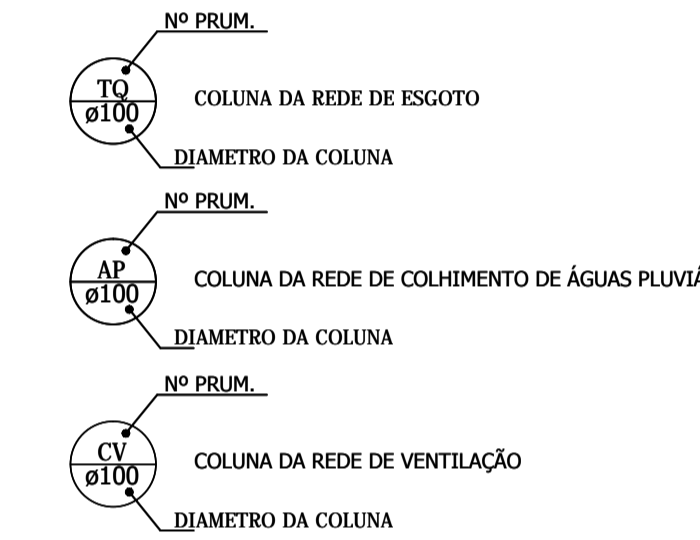 Nº PRUM.
TQ
ø100
COLUNA DA REDE DE ESGOTO
DIAMETRO DA COLUNA
Nº PRUM.
AP
ø100
COLUNA DA REDE DE COLHIMENTO DE ÁGUAS PLUVIÁ
DIAMETRO DA COLUNA
Nº PRUM.
CV
ø100
COLUNA DA REDE DE VENTILAÇÃO
DIAMETRO DA COLUNA